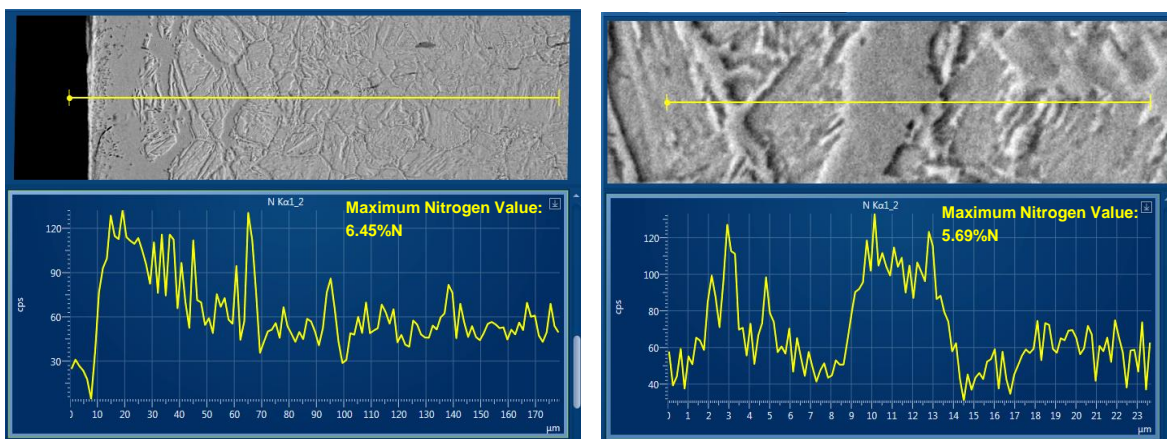 N Kα1_2
Maximum Nitrogen Value:
6.45%N
120
90
60
30
cps
) 10 20 30 40 50 60 70 80 90 100 110 120 130 140 150 160 170
µm
N Kα1_2
Maximum Nitrogen Value:
5.69%N
120
100
80
60
40
cps
) 1 2 3 4 5 6 7 8 9 10 11 12 13 14 15 16 17 18 19 20 21 22 23
µm